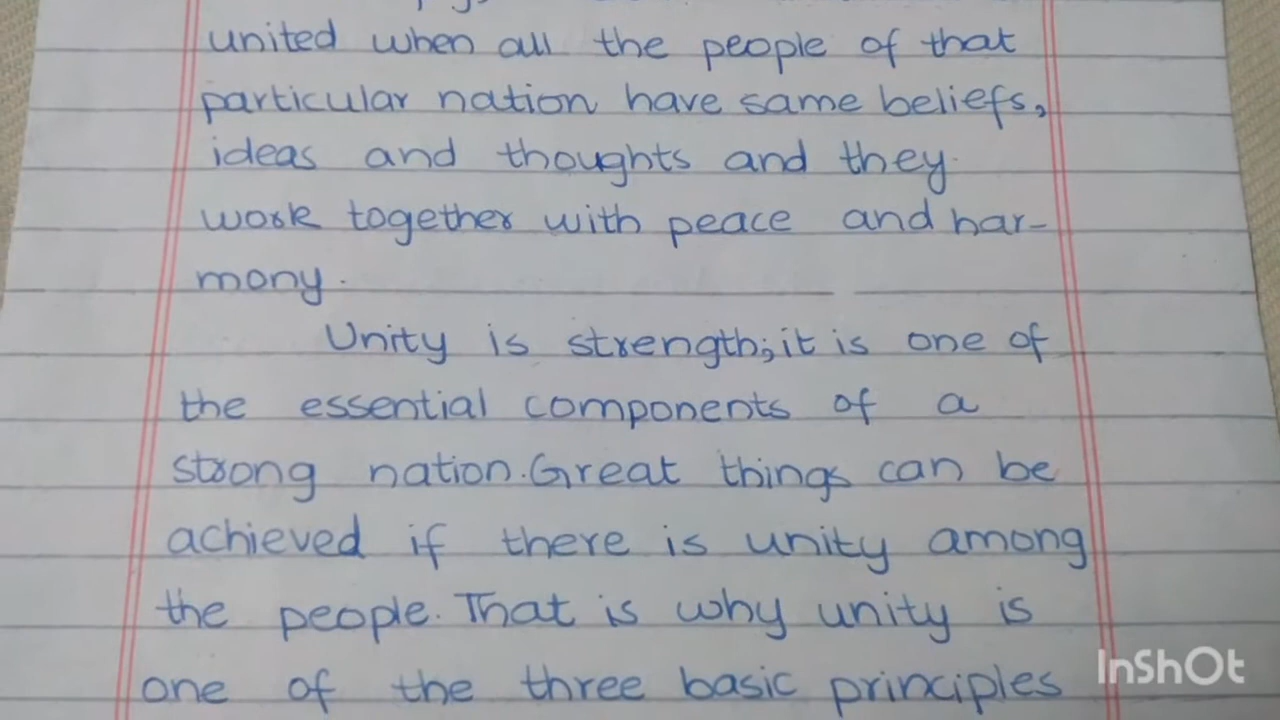 united when all the people of that
particular nation have same beliefs,
ideas and thoughts and they
work together with peace and har-
mony.
Unity is strength; it is one of
the essential components of a
strong nation. Great things can be
achieved if there is unity among
the people. That is why unity is
one of the three basic principles
InShOt